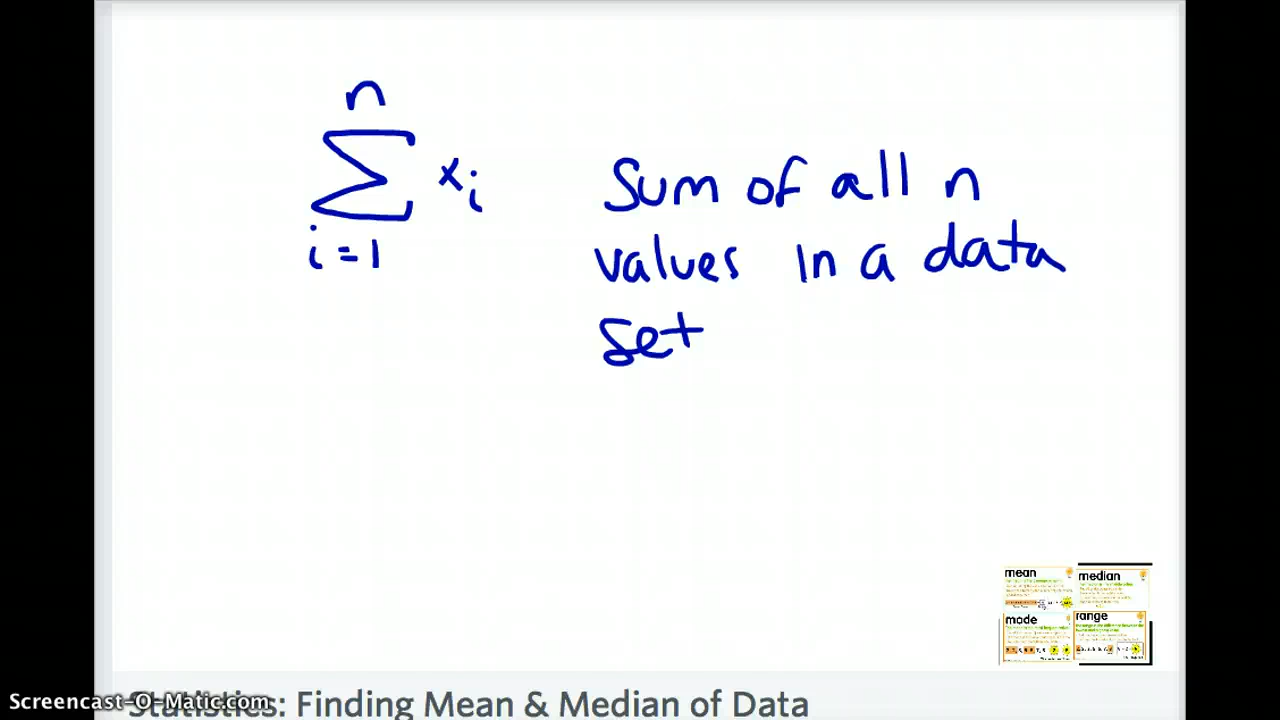 n
∑ xᵢ
i = 1
Sum of all n
values in a data
set
mean
median
mode
range
Screencast-O-Matic.com
Statistics: Finding Mean & Median of Data